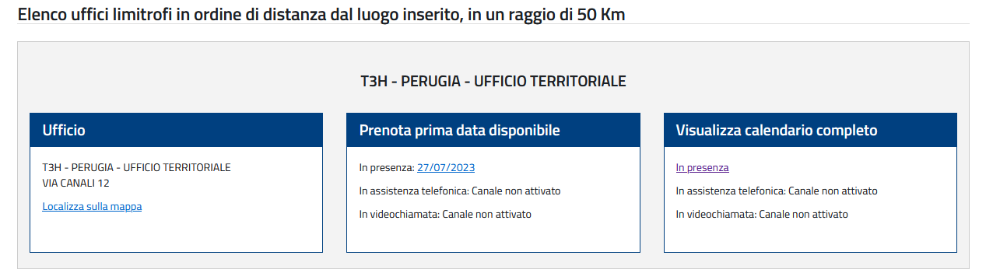 Elenco uffici limitrofi in ordine di distanza dal luogo inserito, in un raggio di 50 Km
T3H - PERUGIA - UFFICIO TERRITORIALE
Ufficio
T3H - PERUGIA - UFFICIO TERRITORIALE
VIA CANALI 12
Localizza sulla mappa
Prenota prima data disponibile
In presenza: 27/07/2023
In assistenza telefonica: Canale non attivato
In videochiamata: Canale non attivato
Visualizza calendario completo
In presenza
In assistenza telefonica: Canale non attivato
In videochiamata: Canale non attivato